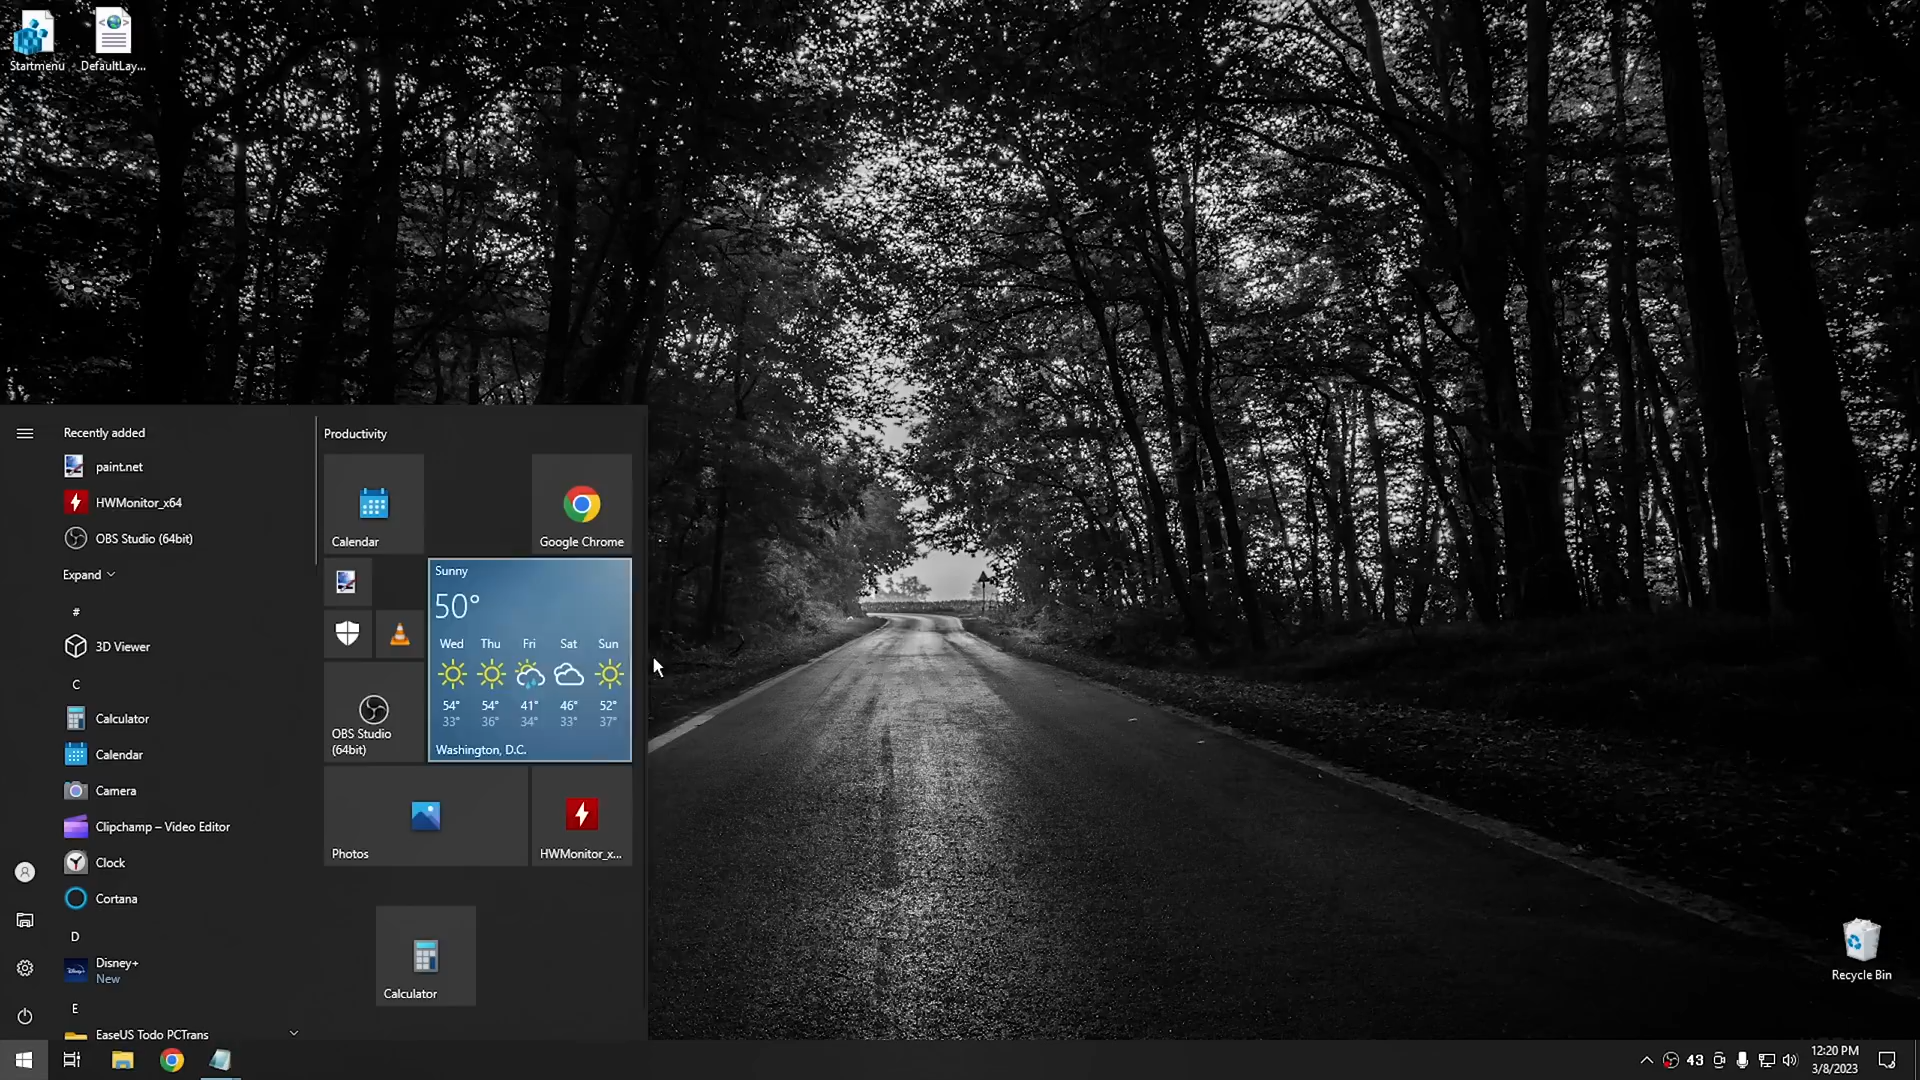 Startmenu
DefaultLay...
Recently added
paint.net
HWMonitor_x64
OBS Studio (64bit)
Expand
#
3D Viewer
C
Calculator
Calendar
Camera
Clipchamp – Video Editor
Clock
Cortana
D
Disney+
New
E
EaseUS Todo PCTrans
Productivity
Calendar
Google Chrome
Sunny
50°
Wed Thu Fri Sat Sun
54° 54° 41° 46° 52°
33° 36° 34° 33° 37°
Washington, D.C.
OBS Studio
(64bit)
Photos
HWMonitor_x...
Calculator
Recycle Bin
43
12:20 PM
3/8/2023